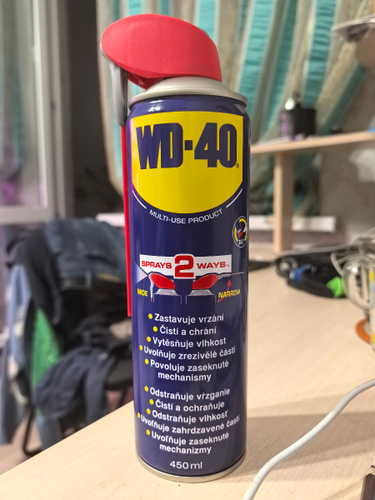 WD-40®
MULTI-USE PRODUCT
SPRAYS 2 WAYS
WIDE NARROW
Zastavuje vrzání
Čistí a chrání
Vytěsňuje vlhkost
Uvolňuje zrezivělé části
Povoluje zaseknuté
mechanismy
Odstraňuje vŕzganie
Čistí a ochraňuje
Odstraňuje vlhkosť
Uvoľňuje zahrdzavené časti
Uvoľňuje zaseknuté
mechanizmy
450 ml